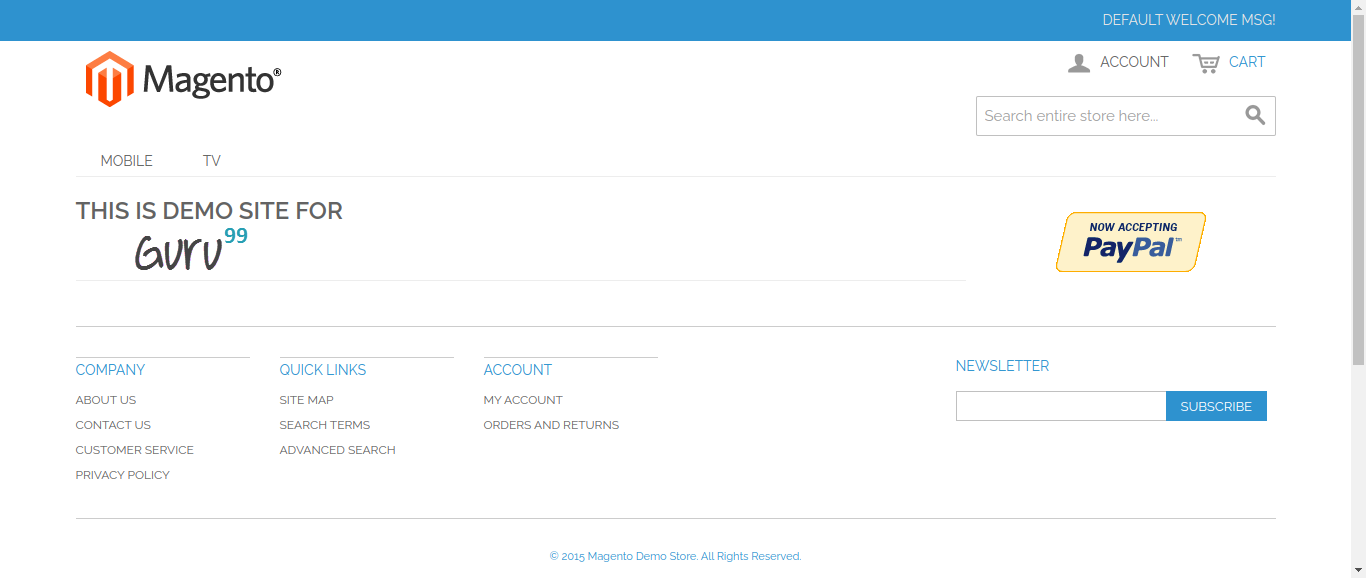 DEFAULT WELCOME MSG!
Magento®
ACCOUNT
CART
Search entire store here...
MOBILE
TV
THIS IS DEMO SITE FOR
Guru99
NOW ACCEPTING
PayPal™
COMPANY
ABOUT US
CONTACT US
CUSTOMER SERVICE
PRIVACY POLICY
QUICK LINKS
SITE MAP
SEARCH TERMS
ADVANCED SEARCH
ACCOUNT
MY ACCOUNT
ORDERS AND RETURNS
NEWSLETTER
SUBSCRIBE
© 2015 Magento Demo Store. All Rights Reserved.